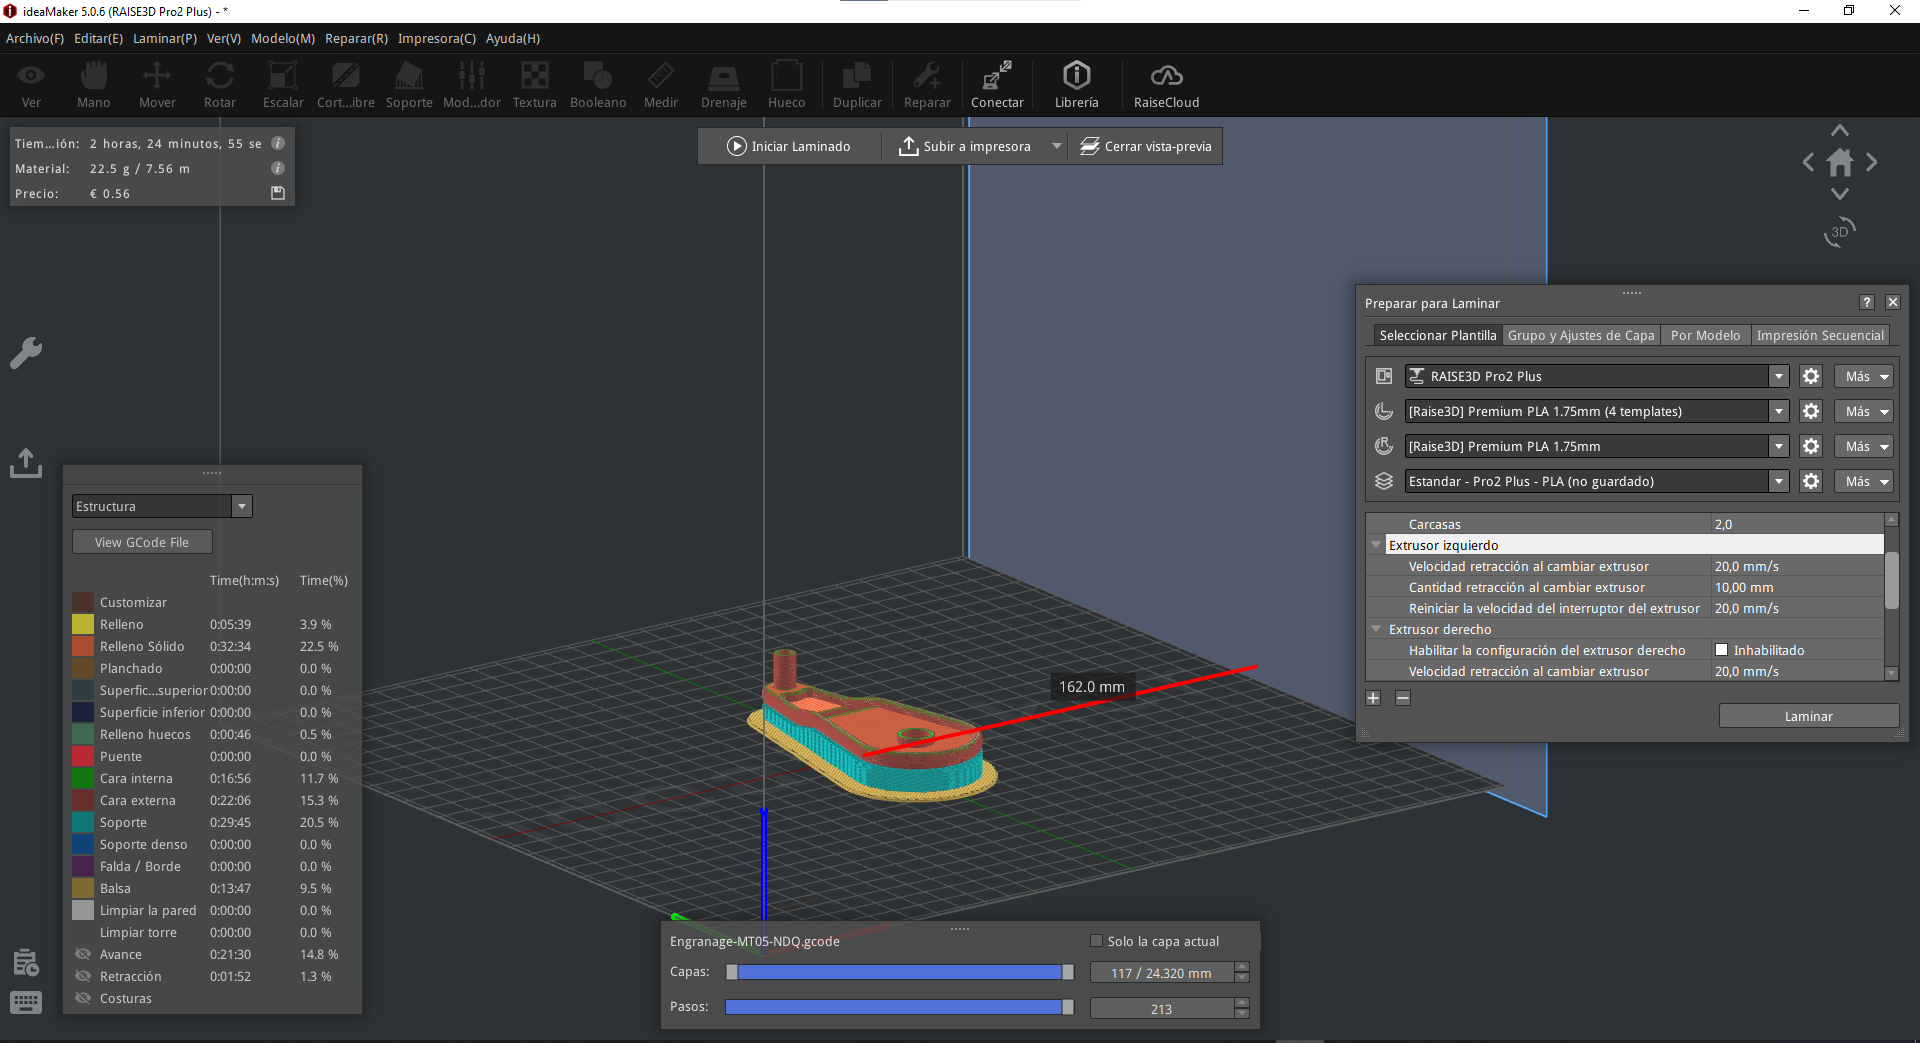 ideaMaker 5.0.6 (RAISE3D Pro2 Plus) - *
Archivo(F) Editar(E) Laminar(P) Ver(V) Modelo(M) Reparar(R) Impresora(C) Ayuda(H)
Ver Mano Mover Rotar Escalar Cort...ibre Soporte Mod...dor Textura Booleano Medir Drenaje Hueco Duplicar Reparar Conectar Librería RaiseCloud
Tiem...ión: 2 horas, 24 minutos, 55 se
Material: 22.5 g / 7.56 m
Precio: € 0.56
Iniciar Laminado Subir a impresora Cerrar vista-previa
3D
Preparar para Laminar ?
Seleccionar Plantilla Grupo y Ajustes de Capa Por Modelo Impresión Secuencial
RAISE3D Pro2 Plus Más
L [Raise3D] Premium PLA 1.75mm (4 templates) Más
R [Raise3D] Premium PLA 1.75mm Más
Estandar - Pro2 Plus - PLA (no guardado) Más
Carcasas 2,0
Extrusor izquierdo
Velocidad retracción al cambiar extrusor 20,0 mm/s
Cantidad retracción al cambiar extrusor 10,00 mm
Reiniciar la velocidad del interruptor del extrusor 20,0 mm/s
Extrusor derecho
Habilitar la configuración del extrusor derecho Inhabilitado
Velocidad retracción al cambiar extrusor 20,0 mm/s
Laminar
Estructura
View GCode File
Time(h:m:s) Time(%)
Customizar
Relleno 0:05:39 3.9 %
Relleno Sólido 0:32:34 22.5 %
Planchado 0:00:00 0.0 %
Superfic...superior 0:00:00 0.0 %
Superficie inferior 0:00:00 0.0 %
Relleno huecos 0:00:46 0.5 %
Puente 0:00:00 0.0 %
Cara interna 0:16:56 11.7 %
Cara externa 0:22:06 15.3 %
Soporte 0:29:45 20.5 %
Soporte denso 0:00:00 0.0 %
Falda / Borde 0:00:00 0.0 %
Balsa 0:13:47 9.5 %
Limpiar la pared 0:00:00 0.0 %
Limpiar torre 0:00:00 0.0 %
Avance 0:21:30 14.8 %
Retracción 0:01:52 1.3 %
Costuras
162.0 mm
Engranage-MT05-NDQ.gcode Solo la capa actual
Capas: 117 / 24.320 mm
Pasos: 213